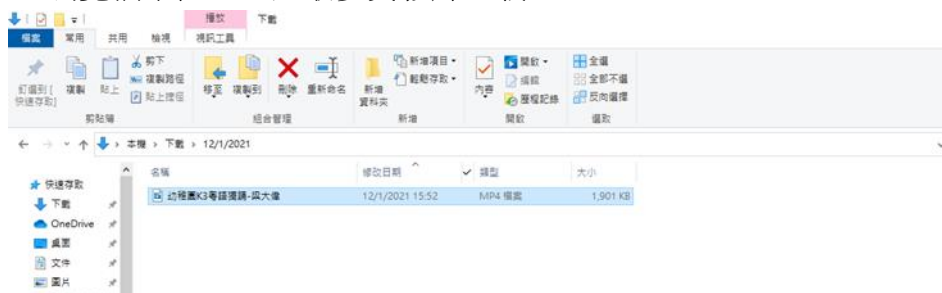 播放 下載
檔案 常用 共用 檢視 視訊工具
釘選到 [快速存取] 複製 貼上 剪下 複製路徑 貼上捷徑
移至 複製到 刪除 重新命名
新增資料夾 新增項目 輕鬆存取
內容 開啟 編輯 歷程記錄
全選 全部不選 反向選擇
剪貼簿 組合管理 新增 開啟 選取
本機 › 下載 › 12/1/2021
名稱 修改日期 類型 大小
幼稚園K3粵語獨誦-梁大偉 12/1/2021 15:52 MP4 檔案 1,901 KB
快速存取
下載
OneDrive
桌面
文件
圖片